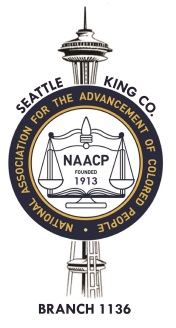 SEATTLE KING CO.
NATIONAL ASSOCIATION FOR THE ADVANCEMENT OF COLORED PEOPLE
NAACP
FOUNDED
1913
BRANCH 1136